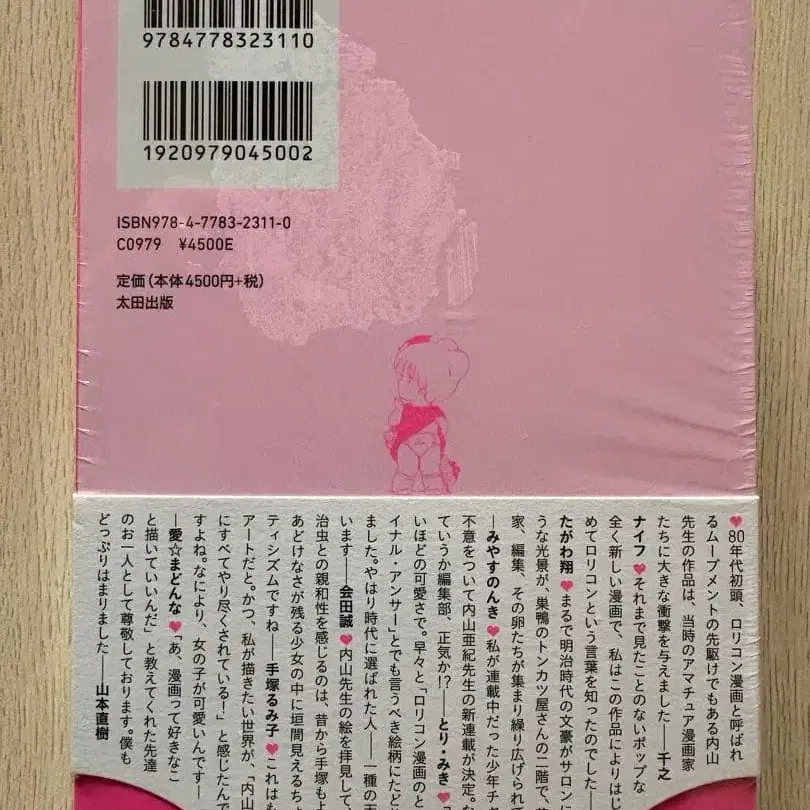 9784778323110
1920979045002
ISBN978-4-7783-2311-0
C0979 ¥4500E
定価(本体4500円+税)
太田出版
♥80年代初頭、ロリコン漫画と呼ばれ
るムーブメントの先駆けでもある内山
先生の作品は、当時のアマチュア漫画家
たちに大きな衝撃を与えました──千之
ナイフ♥それまで見たことのないポップな
全く新しい漫画で、私はこの作品によりはじ
めてロリコンという言葉を知ったのでした─
たがわ翔♥まるで明治時代の文豪がサロンに
うな光景が、巣鴨のトンカツ屋さんの二階で、
家、編集、その卵たちが集まり繰り広げられて
─みやすのんき♥私が連載中だった少年チャ
不意をついて内山亜紀先生の新連載が決定。な
ていうか編集部、正気か!?──とり・みき♥
いほどの可愛さで。早々と「ロリコン漫画のと
イナル・アンサー」とでも言うべき絵柄にたど
ました。やはり時代に選ばれた人──一種の天
います──会田誠♥内山先生の絵を拝見して、
治虫との親和性を感じるのは、昔から手塚もよ
あどけなさが残る少女の中に垣間見えるちょ
ティシズムですね──手塚るみ子♥これはも
アートだと。かつ、私が描きたい世界が、「内山
にすべてやり尽くされている!」と感じたんで
すよね。なにより、女の子が可愛いんです─
─愛☆まどんな♥「あ、漫画って好きなこ
と描いていいんだ」と教えてくれた先達
のお一人として尊敬しております。僕も
どっぷりはまりました──山本直樹